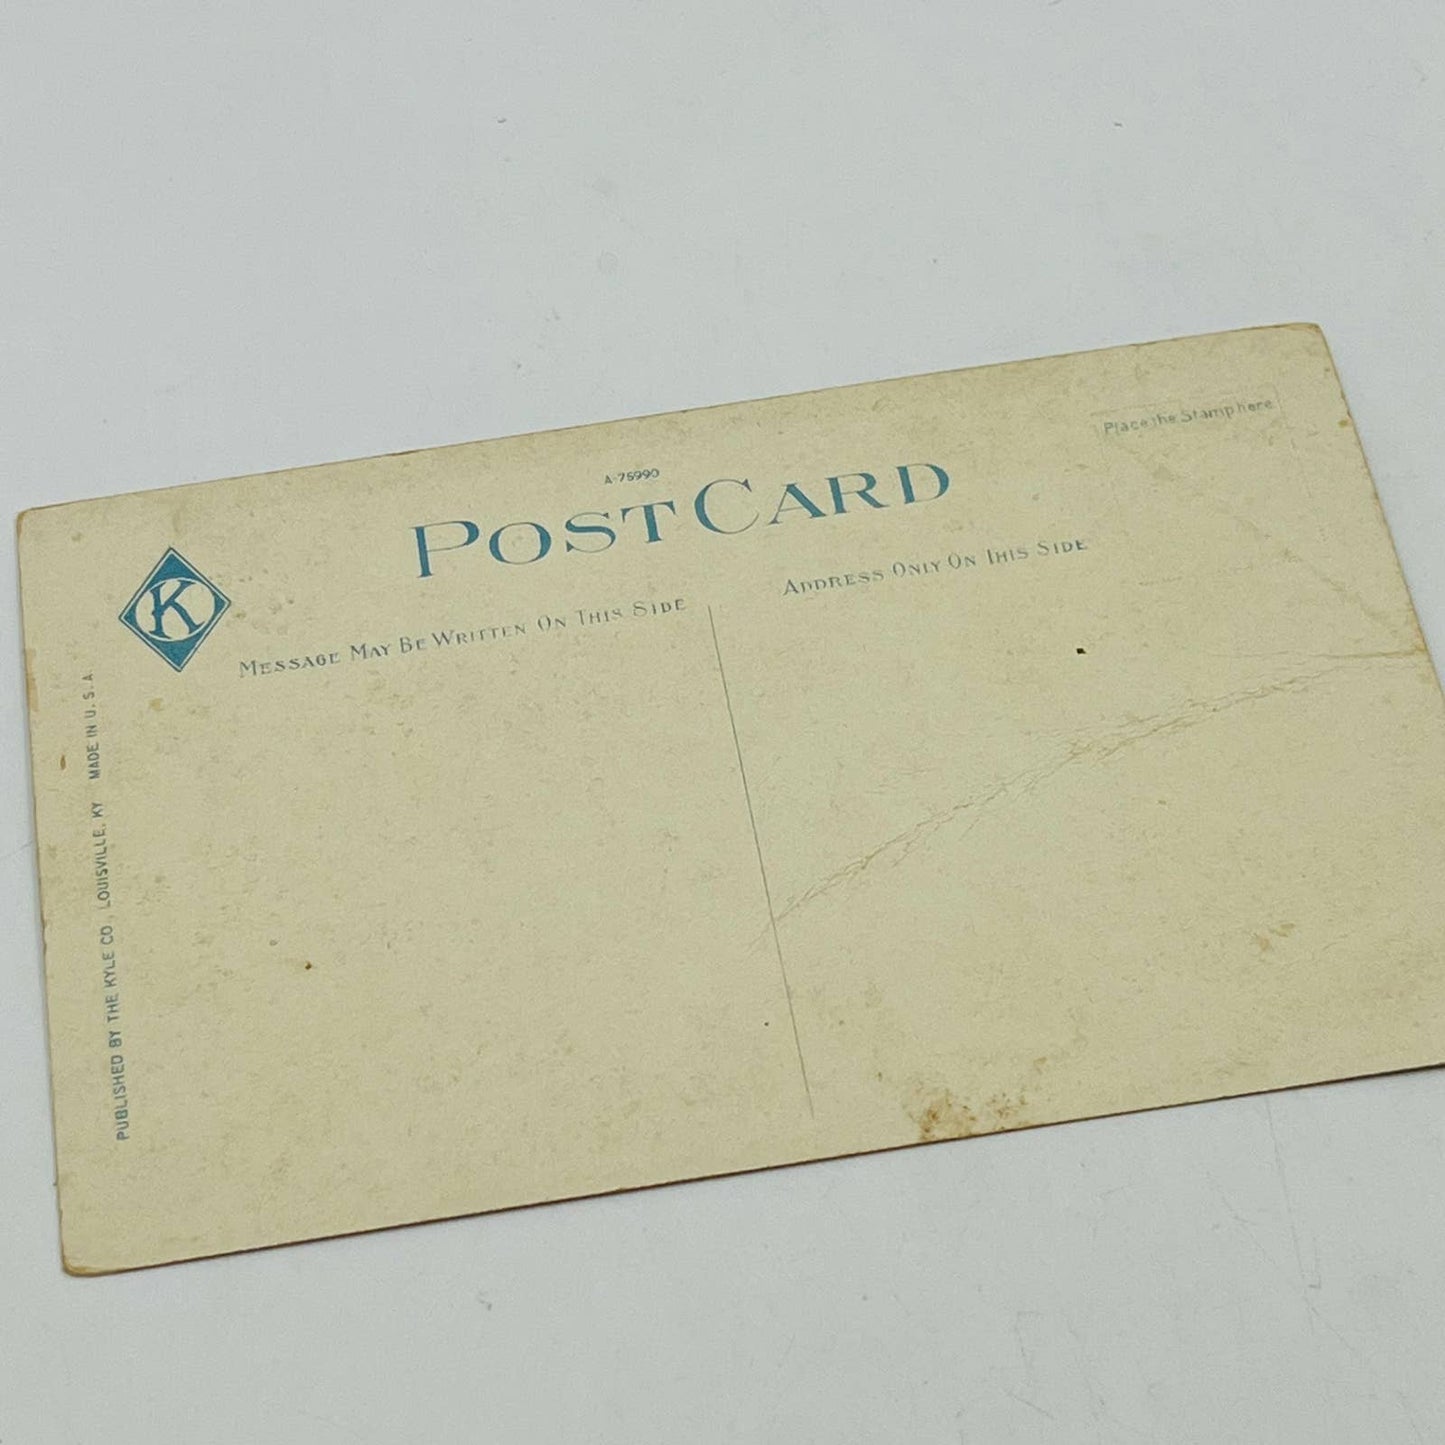 Place the Stamp here
A-75990
POST CARD
K
MESSAGE MAY BE WRITTEN ON THIS SIDE
ADDRESS ONLY ON THIS SIDE
PUBLISHED BY THE KYLE CO., LOUISVILLE, KY MADE IN U.S.A